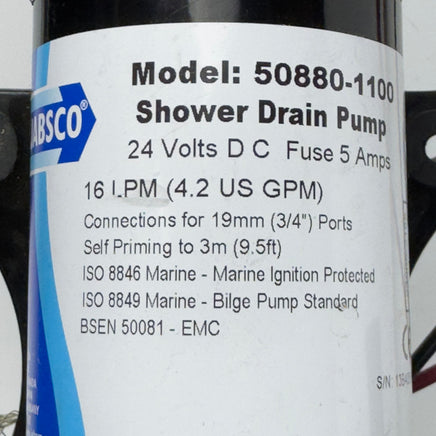 JABSCO®
Model: 50880-1100
Shower Drain Pump
24 Volts D C Fuse 5 Amps
16 LPM (4.2 US GPM)
Connections for 19mm (3/4") Ports
Self Priming to 3m (9.5ft)
ISO 8846 Marine - Marine Ignition Protected
ISO 8849 Marine - Bilge Pump Standard
BSEN 50081 - EMC
S/N: